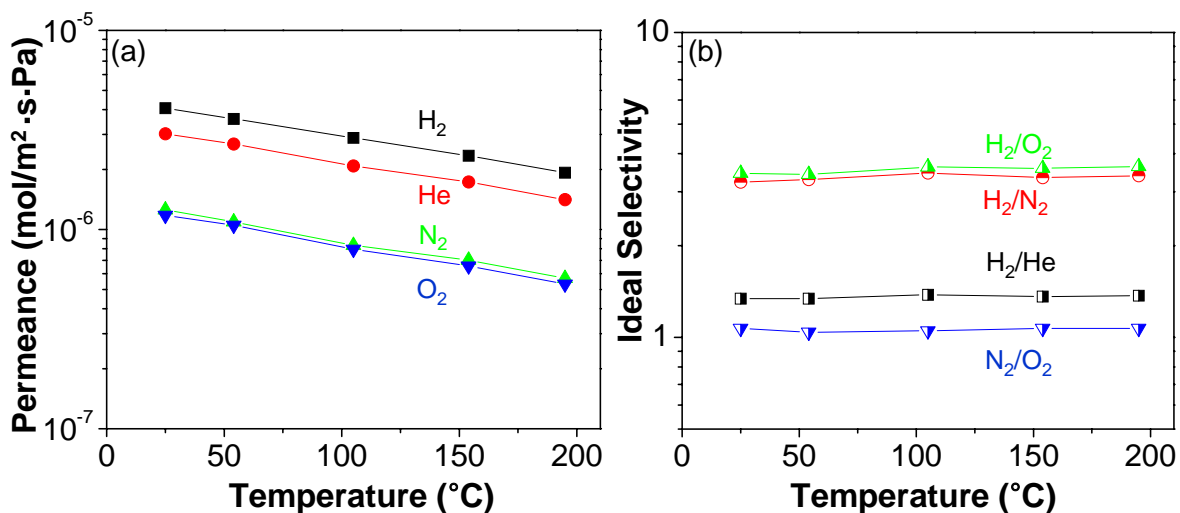 (a)
Permeance (mol/m²·s·Pa)
10⁻⁵
10⁻⁶
10⁻⁷
H₂
He
N₂
O₂
0 50 100 150 200
Temperature (°C)
(b)
Ideal Selectivity
10
1
H₂/O₂
H₂/N₂
H₂/He
N₂/O₂
0 50 100 150 200
Temperature (°C)